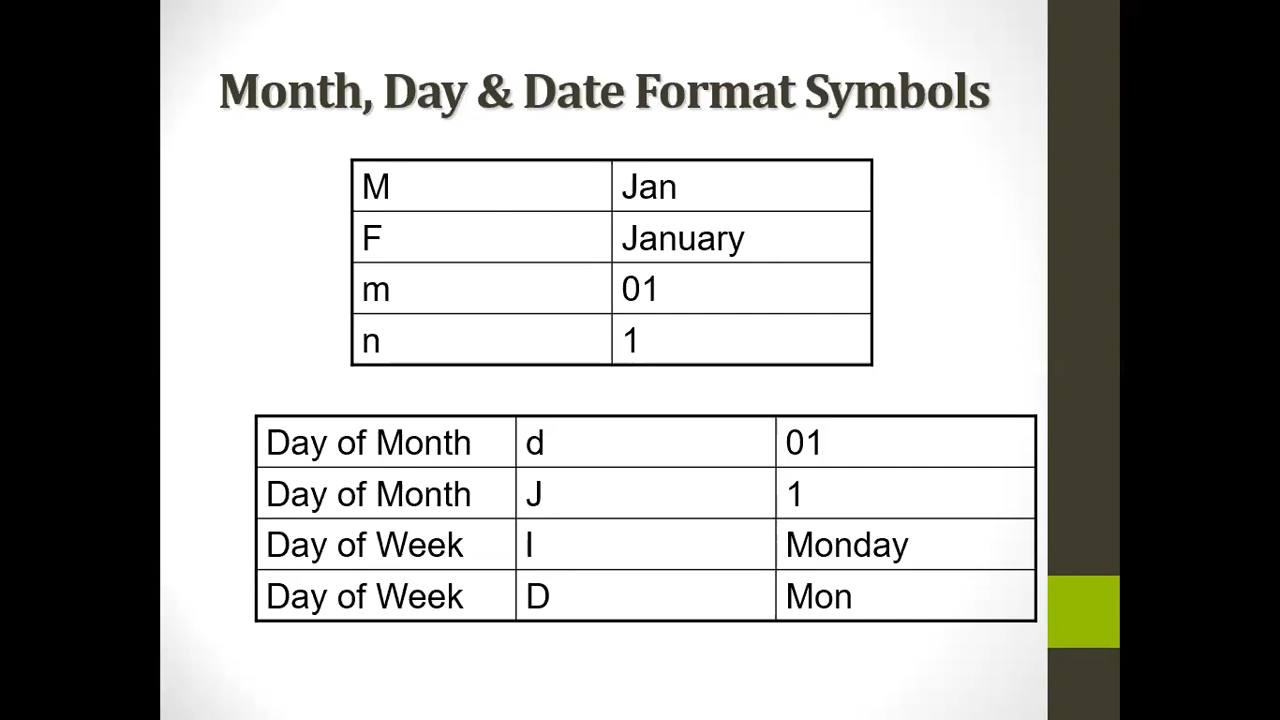 Month, Day & Date Format Symbols
M Jan
F January
m 01
n 1
Day of Month d 01
Day of Month J 1
Day of Week l Monday
Day of Week D Mon